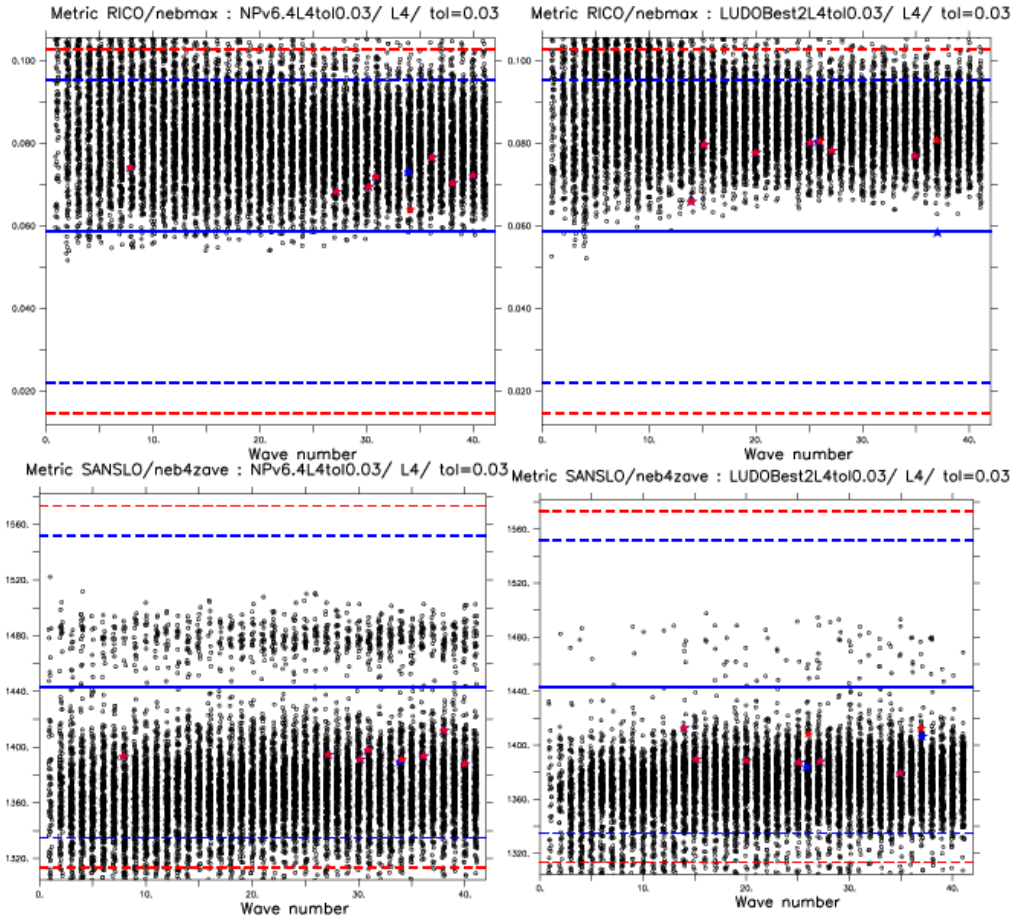 Metric RICO/nebmax : NPv6.4L4tol0.03/ L4/ tol=0.03
0.100
0.080
0.060
0.040
0.020
0. 10. 20. 30. 40.
Wave number
Metric RICO/nebmax : LUDOBest2L4tol0.03/ L4/ tol=0.03
0.100
0.080
0.060
0.040
0.020
0. 10. 20. 30. 40.
Wave number
Metric SANSLO/neb4zave : NPv6.4L4tol0.03/ L4/ tol=0.03
1560.
1520.
1480.
1440.
1400.
1360.
1320.
0. 10. 20. 30. 40.
Wave number
Metric SANSLO/neb4zave : LUDOBest2L4tol0.03/ L4/ tol=0.03
1560.
1520.
1480.
1440.
1400.
1360.
1320.
0. 10. 20. 30. 40.
Wave number